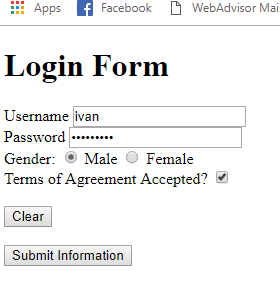 Apps Facebook WebAdvisor Mai
Login Form
Username ivan
Password •••••••••
Gender: Male Female
Terms of Agreement Accepted?
Clear
Submit Information